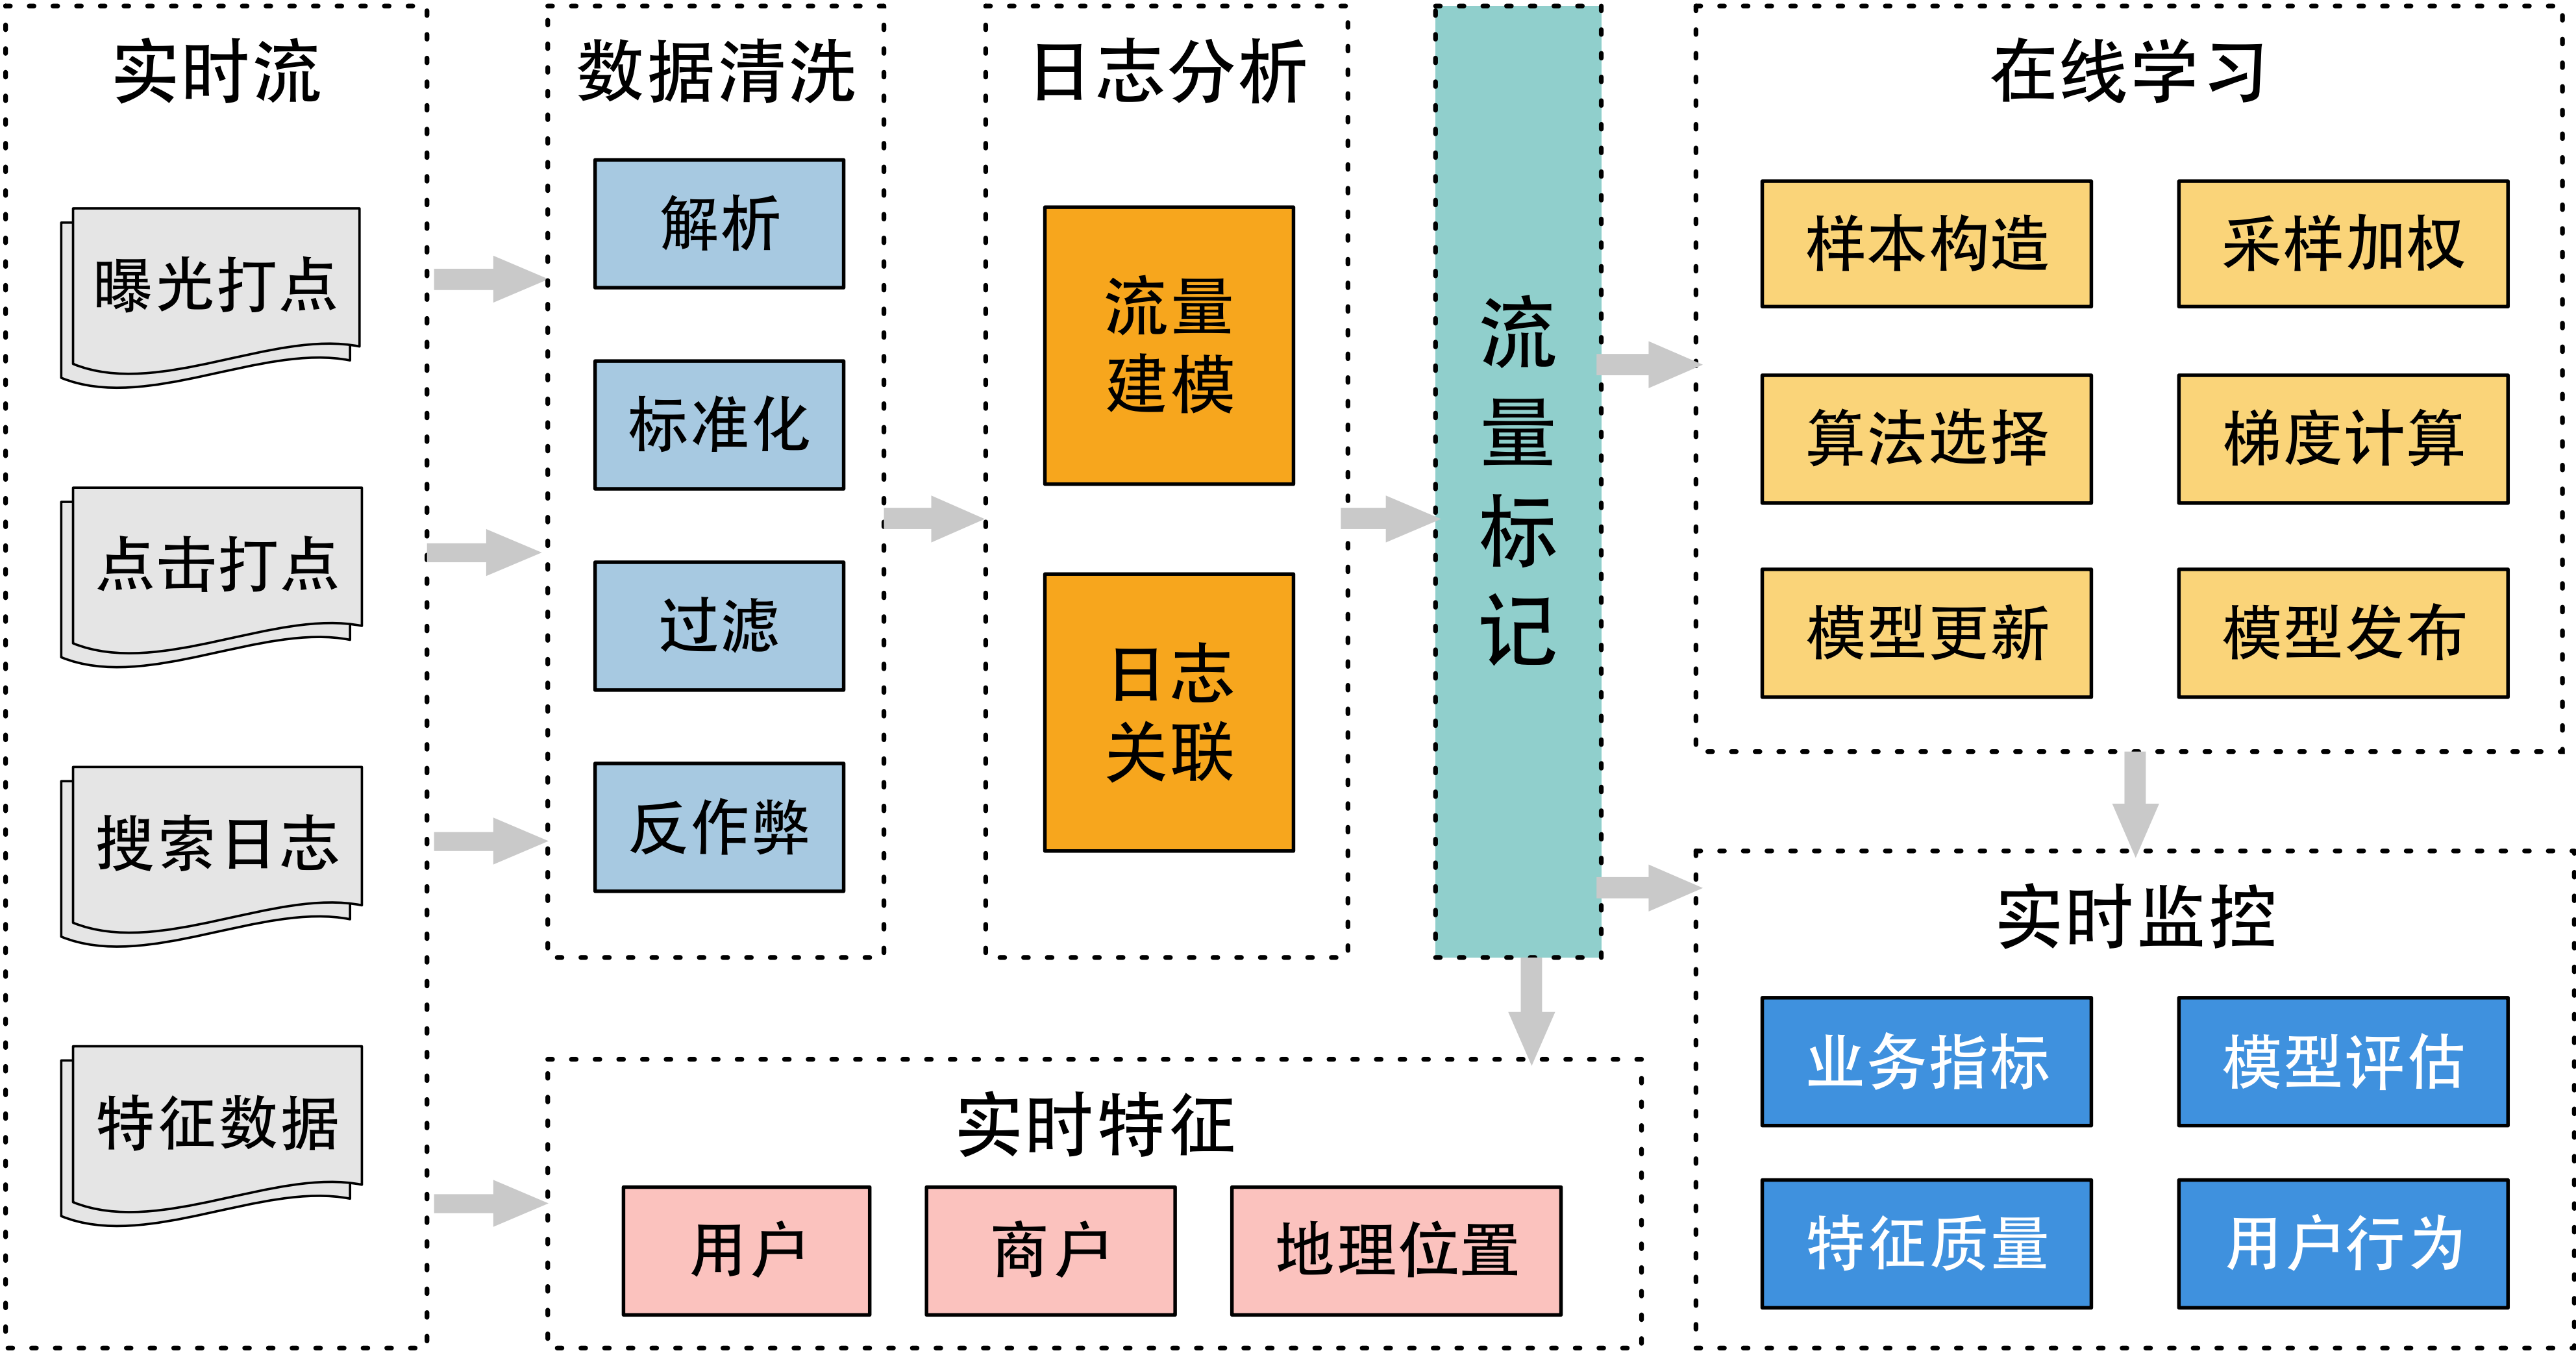 实时流
曝光打点
点击打点
搜索日志
特征数据
数据清洗
解析
标准化
过滤
反作弊
日志分析
流量
建模
日志
关联
流量标记
在线学习
样本构造
采样加权
算法选择
梯度计算
模型更新
模型发布
实时特征
用户
商户
地理位置
实时监控
业务指标
模型评估
特征质量
用户行为